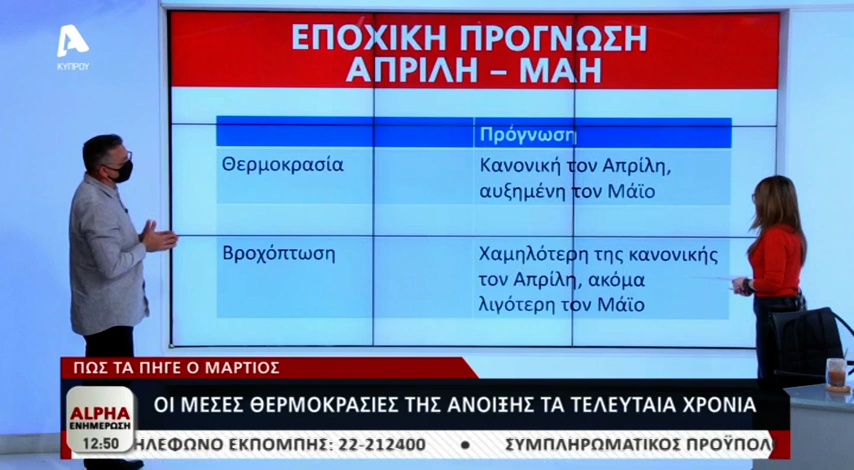 ΚΥΠΡΟΥ
ΕΠΟΧΙΚΗ ΠΡΟΓΝΩΣΗ
ΑΠΡΙΛΗ – ΜΑΗ
Πρόγνωση
Θερμοκρασία
Κανονική τον Απρίλη,
αυξημένη τον Μάϊο
Βροχόπτωση
Χαμηλότερη της κανονικής
τον Απρίλη, ακόμα
λιγότερη τον Μάϊο
ΠΩΣ ΤΑ ΠΗΓΕ Ο ΜΑΡΤΙΟΣ
ΟΙ ΜΕΣΕΣ ΘΕΡΜΟΚΡΑΣΙΕΣ ΤΗΣ ΑΝΟΙΞΗΣ ΤΑ ΤΕΛΕΥΤΑΙΑ ΧΡΟΝΙΑ
ALPHA
ΕΝΗΜΕΡΩΣΗ
12:50
ΗΛΕΦΩΝΟ ΕΚΠΟΜΠΗΣ: 22-212400 • ΣΥΜΠΛΗΡΩΜΑΤΙΚΟΣ ΠΡΟΫΠΟΛ